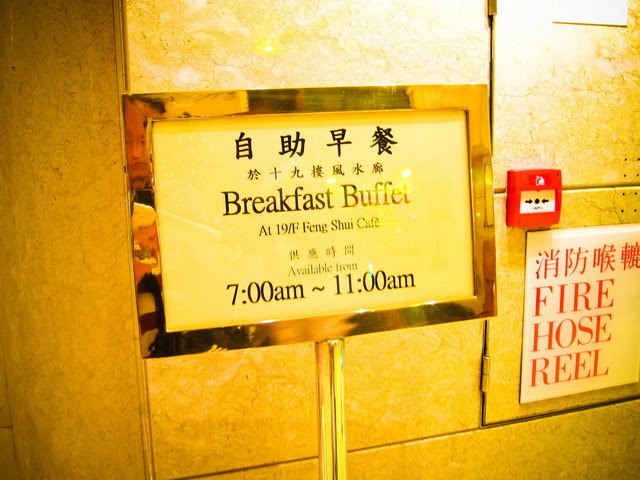 自助早餐
於十九樓風水廊
Breakfast Buffet
At 19/F Feng Shui Café
供應時間
Available from
7:00am ~ 11:00am
消防喉轆
FIRE
HOSE
REEL